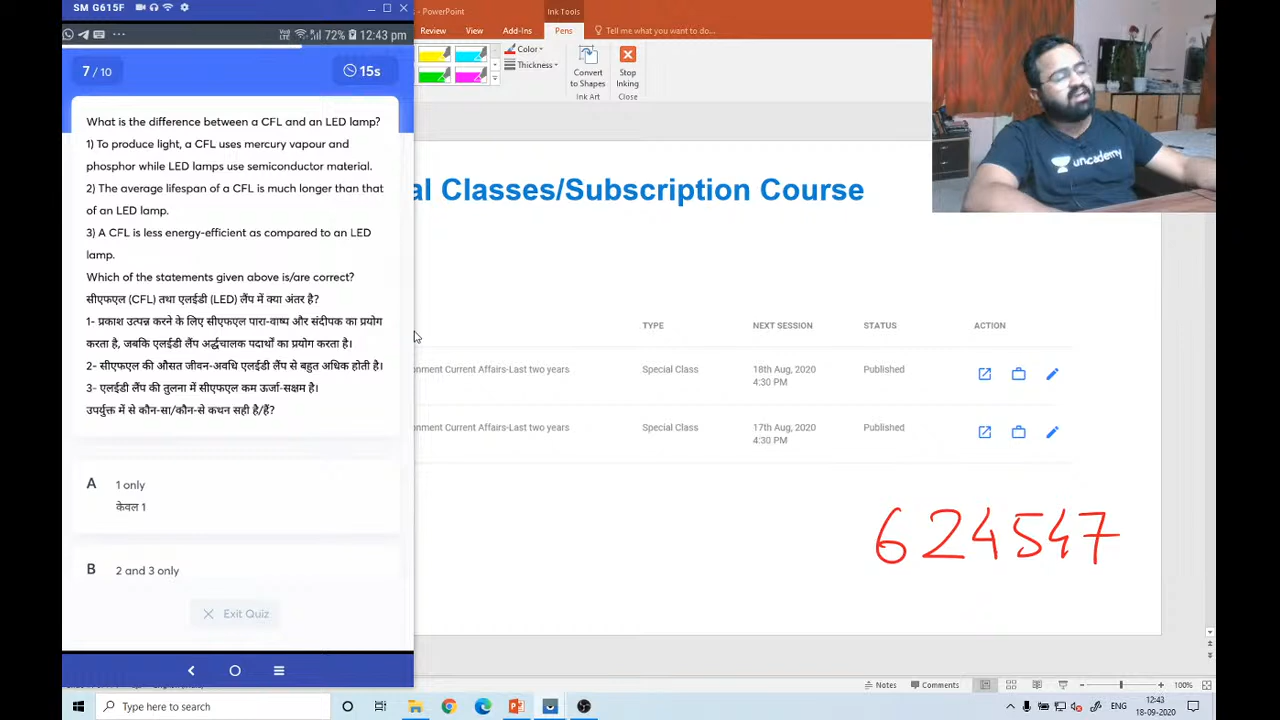 SM G615F
72% 12:43 pm
7 / 10
15s
What is the difference between a CFL and an LED lamp?
1) To produce light, a CFL uses mercury vapour and
phosphor while LED lamps use semiconductor material.
2) The average lifespan of a CFL is much longer than that
of an LED lamp.
3) A CFL is less energy-efficient as compared to an LED
lamp.
Which of the statements given above is/are correct?
सीएफएल (CFL) तथा एलईडी (LED) लैंप में क्या अंतर है?
1- प्रकाश उत्पन्न करने के लिए सीएफएल पारा-वाष्प और संदीपक का प्रयोग
करता है, जबकि एलईडी लैंप अर्द्धचालक पदार्थों का प्रयोग करता है।
2- सीएफएल की औसत जीवन-अवधि एलईडी लैंप से बहुत अधिक होती है।
3- एलईडी लैंप की तुलना में सीएफएल कम ऊर्जा-सक्षम है।
उपर्युक्त में से कौन-सा/कौन-से कथन सही है/हैं?
A 1 only
केवल 1
B 2 and 3 only
Exit Quiz
- PowerPoint
Ink Tools
Review View Add-Ins Pens Tell me what you want to do...
Color
Thickness
Convert
to Shapes
Stop
Inking
Ink Art
Close
unacademy
al Classes/Subscription Course
TYPE NEXT SESSION STATUS ACTION
onment Current Affairs-Last two years Special Class 18th Aug, 2020 Published
4:30 PM
onment Current Affairs-Last two years Special Class 17th Aug, 2020 Published
4:30 PM
624547
Notes Comments 100%
Type here to search
12:43
18-09-2020